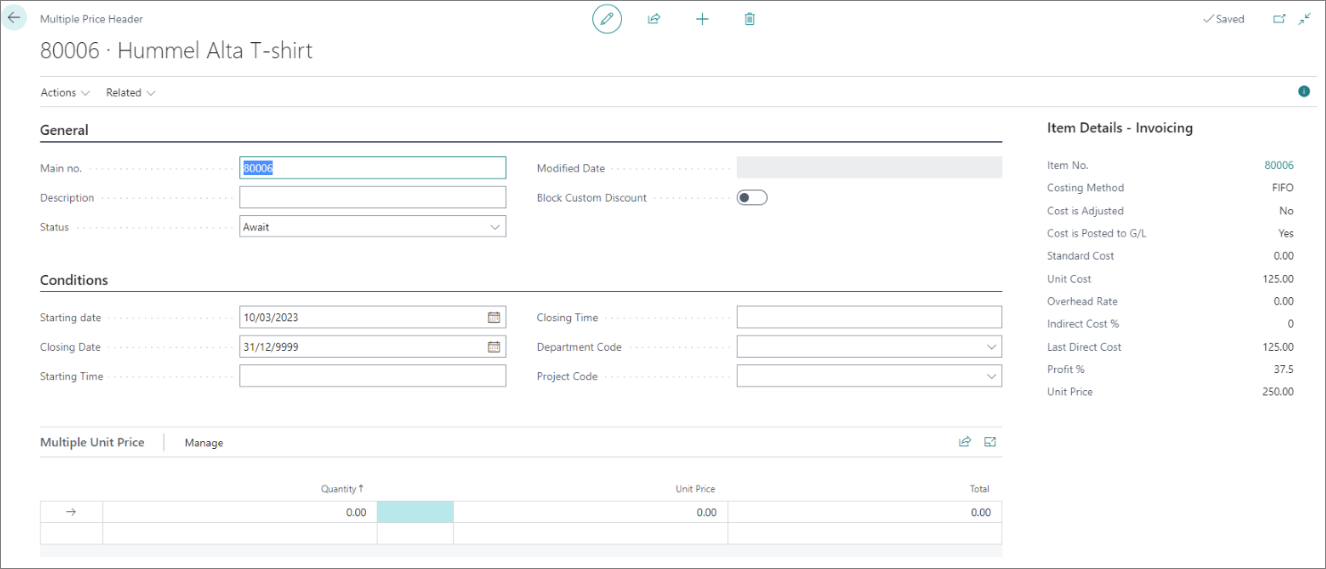 Multiple Price Header
Saved
80006 · Hummel Alta T-shirt
Actions Related
General
Main no. 80006
Description
Status Await
Modified Date
Block Custom Discount
Conditions
Starting date 10/03/2023
Closing Date 31/12/9999
Starting Time
Closing Time
Department Code
Project Code
Multiple Unit Price Manage
Quantity ↑ Unit Price Total
0.00 0.00 0.00
Item Details - Invoicing
Item No. 80006
Costing Method FIFO
Cost is Adjusted No
Cost is Posted to G/L Yes
Standard Cost 0.00
Unit Cost 125.00
Overhead Rate 0.00
Indirect Cost % 0
Last Direct Cost 125.00
Profit % 37.5
Unit Price 250.00